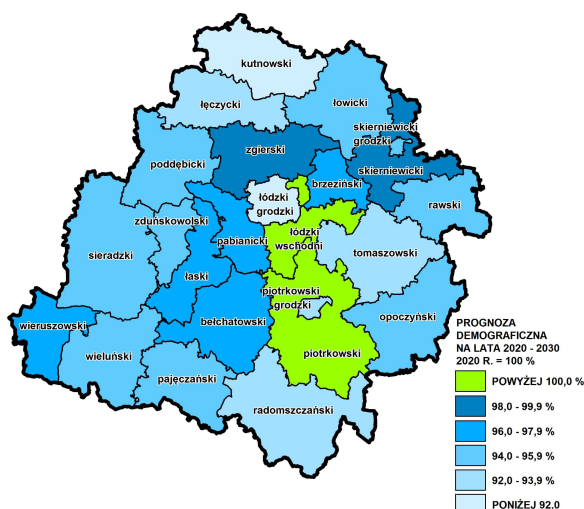 kutnowski
łęczycki
łowicki
skierniewicki
grodzki
zgierski
poddębicki
brzeziński
skierniewicki
rawski
łódzki
grodzki
zduńskowolski
łódzki
wschodni
pabianicki
sieradzki
tomaszowski
łaski
piotrkowski
grodzki
wieruszowski
bełchatowski
opoczyński
wieluński
piotrkowski
pajęczański
radomszczański
PROGNOZA
DEMOGRAFICZNA
NA LATA 2020 - 2030
2020 R. = 100 %
POWYŻEJ 100,0 %
98,0 - 99,9 %
96,0 - 97,9 %
94,0 - 95,9 %
92,0 - 93,9 %
PONIŻEJ 92.0